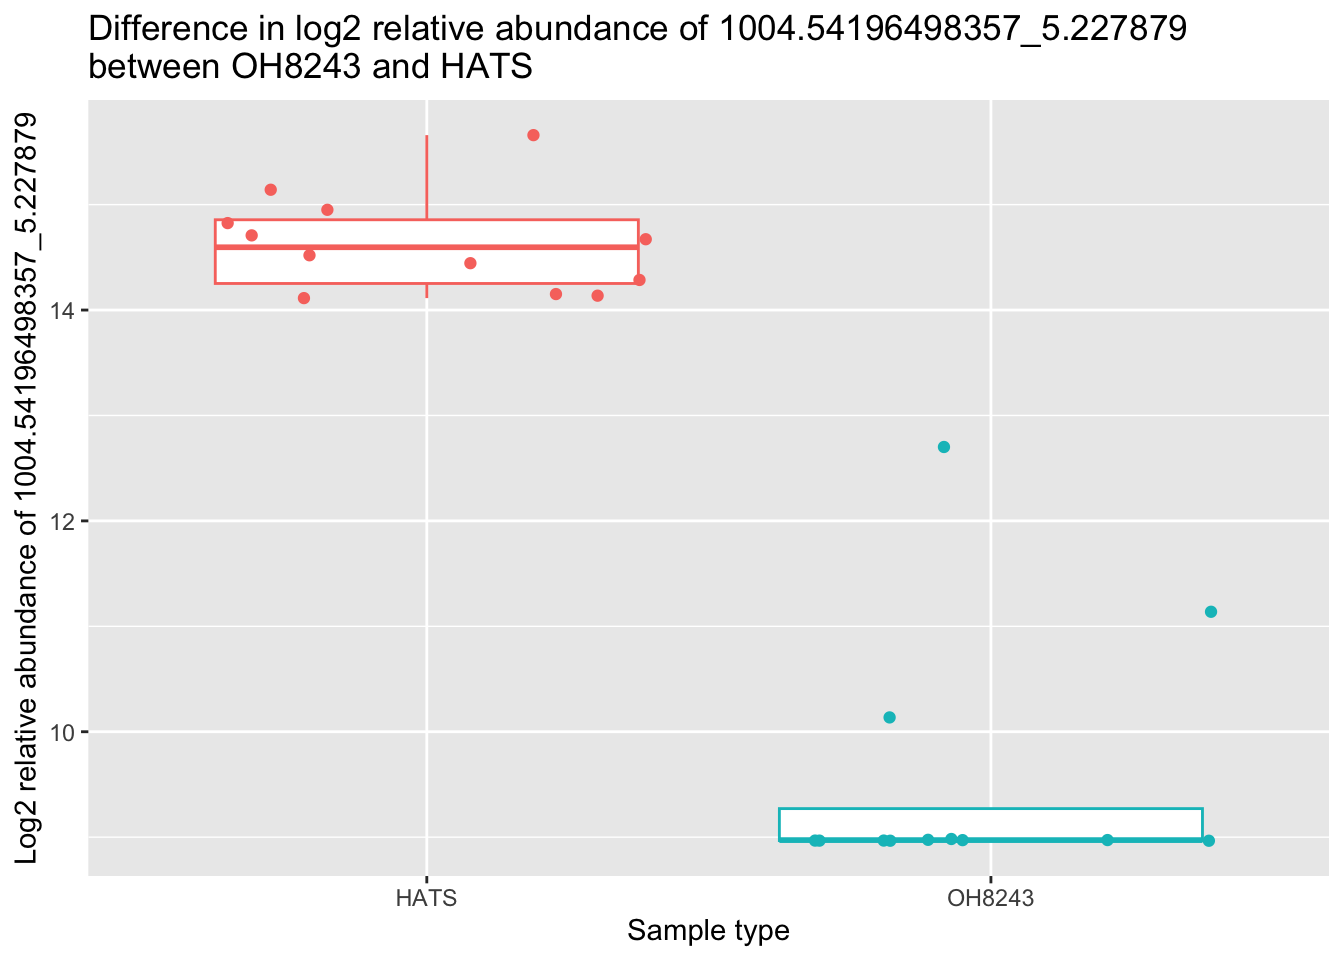 Difference in log2 relative abundance of 1004.54196498357_5.227879
between OH8243 and HATS
Log2 relative abundance of 1004.54196498357_5.227879
14
12
10
HATS
OH8243
Sample type